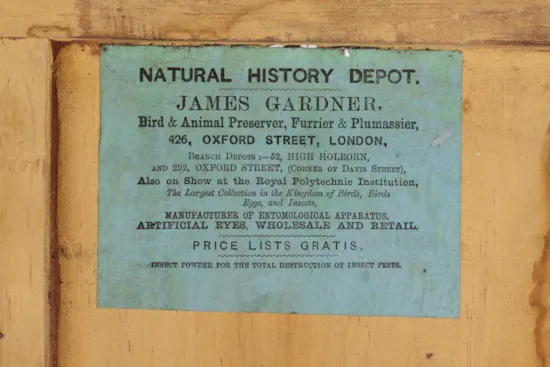 NATURAL HISTORY DEPOT.
JAMES GARDNER,
Bird & Animal Preserver, Furrier & Plumassier,
426, OXFORD STREET, LONDON,
BRANCH DEPOTS :—52, HIGH HOLBORN,
AND 292, OXFORD STREET, (CORNER OF DAVIS STREET),
Also on Show at the Royal Polytechnic Institution,
The Largest Collection in the Kingdom of Birds, Birds
Eggs, and Insects,
MANUFACTURER OF ENTOMOLOGICAL APPARATUS,
ARTIFICIAL EYES, WHOLESALE AND RETAIL.
PRICE LISTS GRATIS.
INSECT POWDER FOR THE TOTAL DESTRUCTION OF INSECT PESTS.